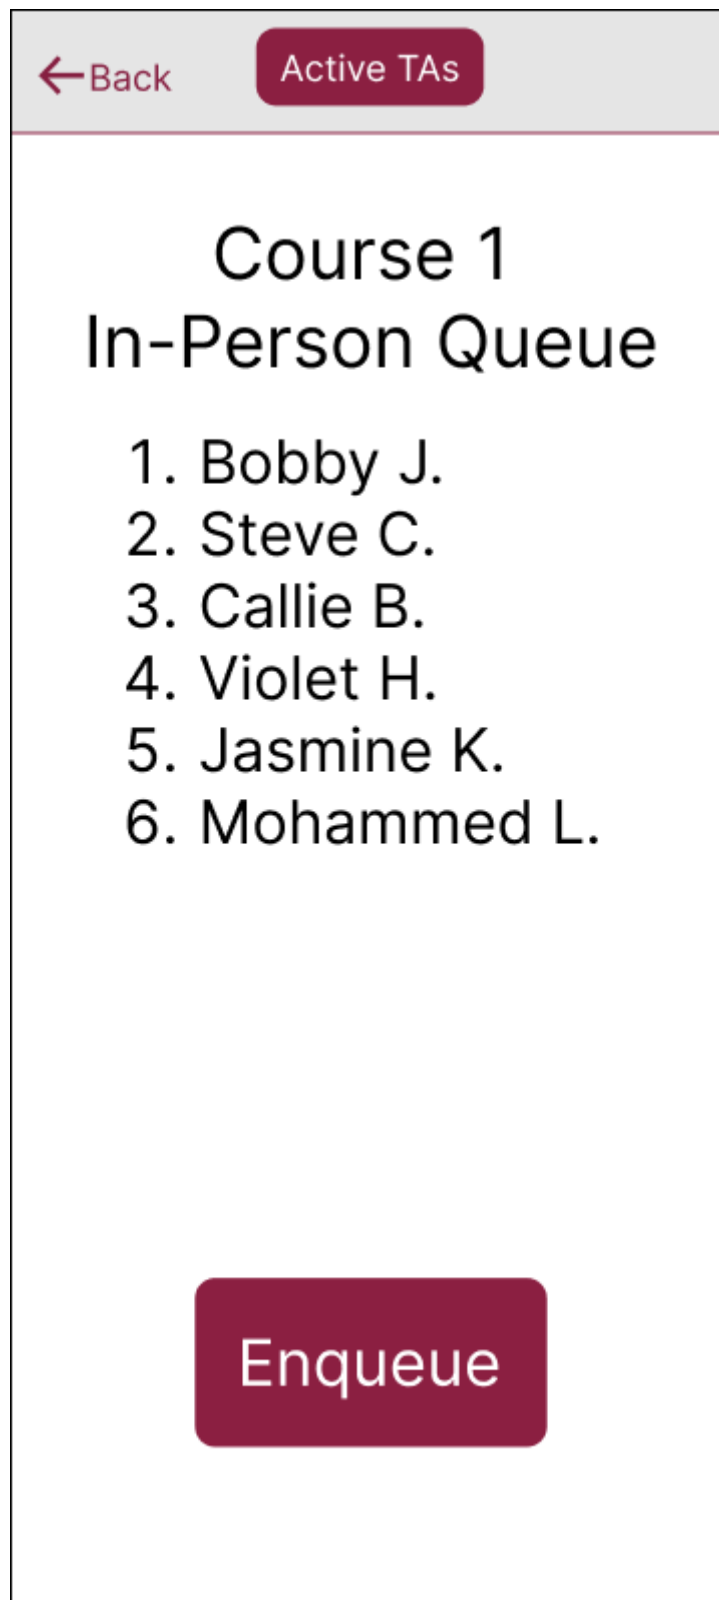 Back
Active TAs
Course 1
In-Person Queue
1. Bobby J.
2. Steve C.
3. Callie B.
4. Violet H.
5. Jasmine K.
6. Mohammed L.
Enqueue